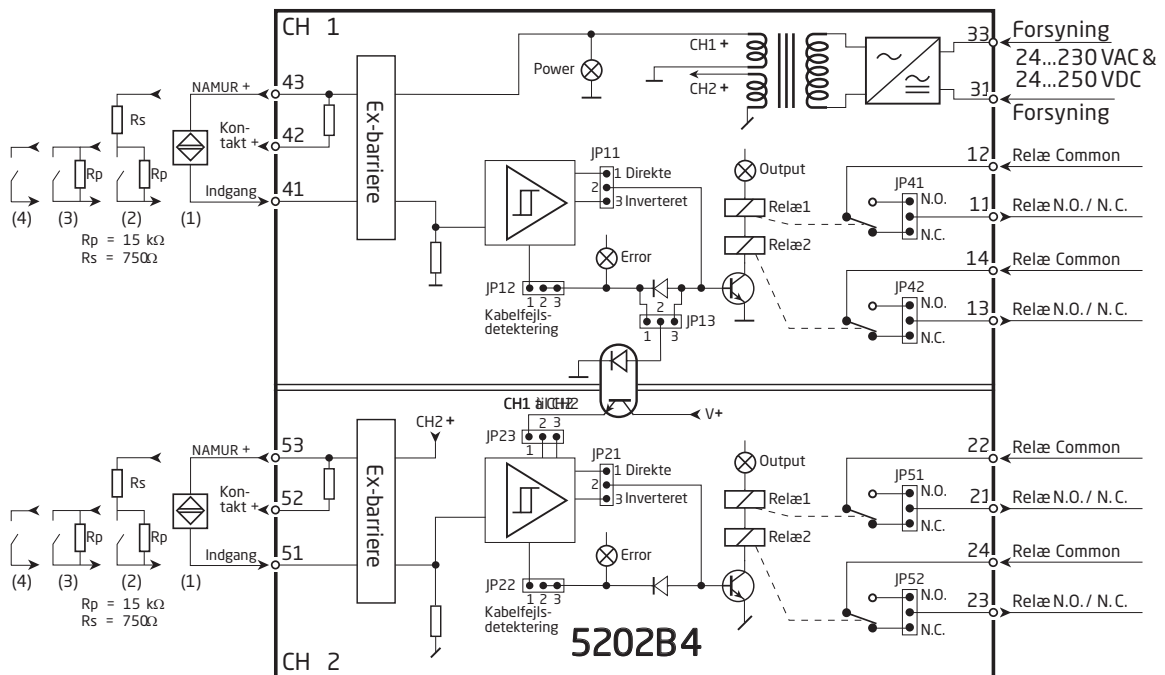 CH 1
33
Forsyning
24...230 VAC &
24...250 VDC
31
Forsyning
CH1 +
CH2 +
Power
NAMUR +
43
Ex-barriere
Rs
Kon-
takt +
42
Rp
Rp
Indgang
41
(4)
(3)
(2)
(1)
Rp = 15 kΩ
Rs = 750Ω
JP11
1 Direkte
2
3 Inverteret
Output
Relæ1
Relæ2
Error
JP12
1 2 3
Kabelfejls-
detektering
2
1
3
JP13
12
Relæ Common
JP41
N.O.
N.C.
11
Relæ N.O. / N.C.
14
Relæ Common
JP42
N.O.
N.C.
13
Relæ N.O. / N.C.
CH1 til CH2
V+
CH2 +
JP23
2 3
1
NAMUR +
53
Ex-barriere
Rs
Kon-
takt +
52
Rp
Rp
Indgang
51
(4)
(3)
(2)
(1)
Rp = 15 kΩ
Rs = 750Ω
JP21
1 Direkte
2
3 Inverteret
Output
Relæ1
Relæ2
Error
JP22
1 2 3
Kabelfejls-
detektering
22
Relæ Common
JP51
N.O.
N.C.
21
Relæ N.O. / N.C.
24
Relæ Common
JP52
N.O.
N.C.
23
Relæ N.O. / N.C.
5202B4
CH 2